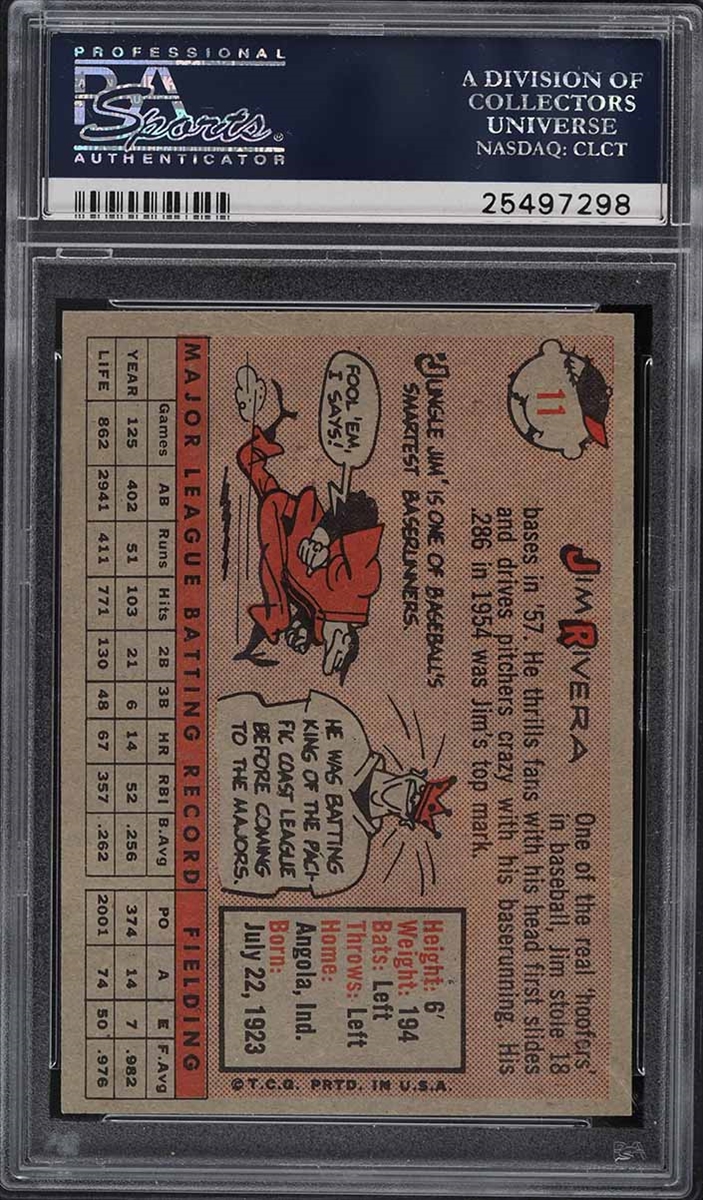 PROFESSIONAL
PSA
Sports
AUTHENTICATOR
A DIVISION OF
COLLECTORS
UNIVERSE
NASDAQ: CLCT
25497298
11
JIM RIVERA
One of the real 'hoofers'
in baseball, Jim stole 18
bases in '57. He thrills fans with his head first slides
and drives pitchers crazy with his baserunning. His
.286 in 1954 was Jim's top mark.
"JUNGLE JIM' IS ONE OF BASEBALL'S
SMARTEST BASERUNNERS.
FOOL 'EM,
I SAYS!
HE WAS BATTING
KING OF THE PACI-
FIC COAST LEAGUE
BEFORE COMING
TO THE MAJORS.
Height: 6'
Weight: 194
Bats: Left
Throws: Left
Home:
Angola, Ind.
Born:
July 22, 1923
©T.C.G. PRTD. IN U.S.A.
MAJOR LEAGUE BATTING RECORD FIELDING
Games AB Runs Hits 2B 3B HR RBI B.Avg PO A E F.Avg
YEAR 125 402 51 103 21 6 14 52 .256 374 14 7 .982
LIFE 862 2941 411 771 130 48 67 357 .262 2001 74 50 .976